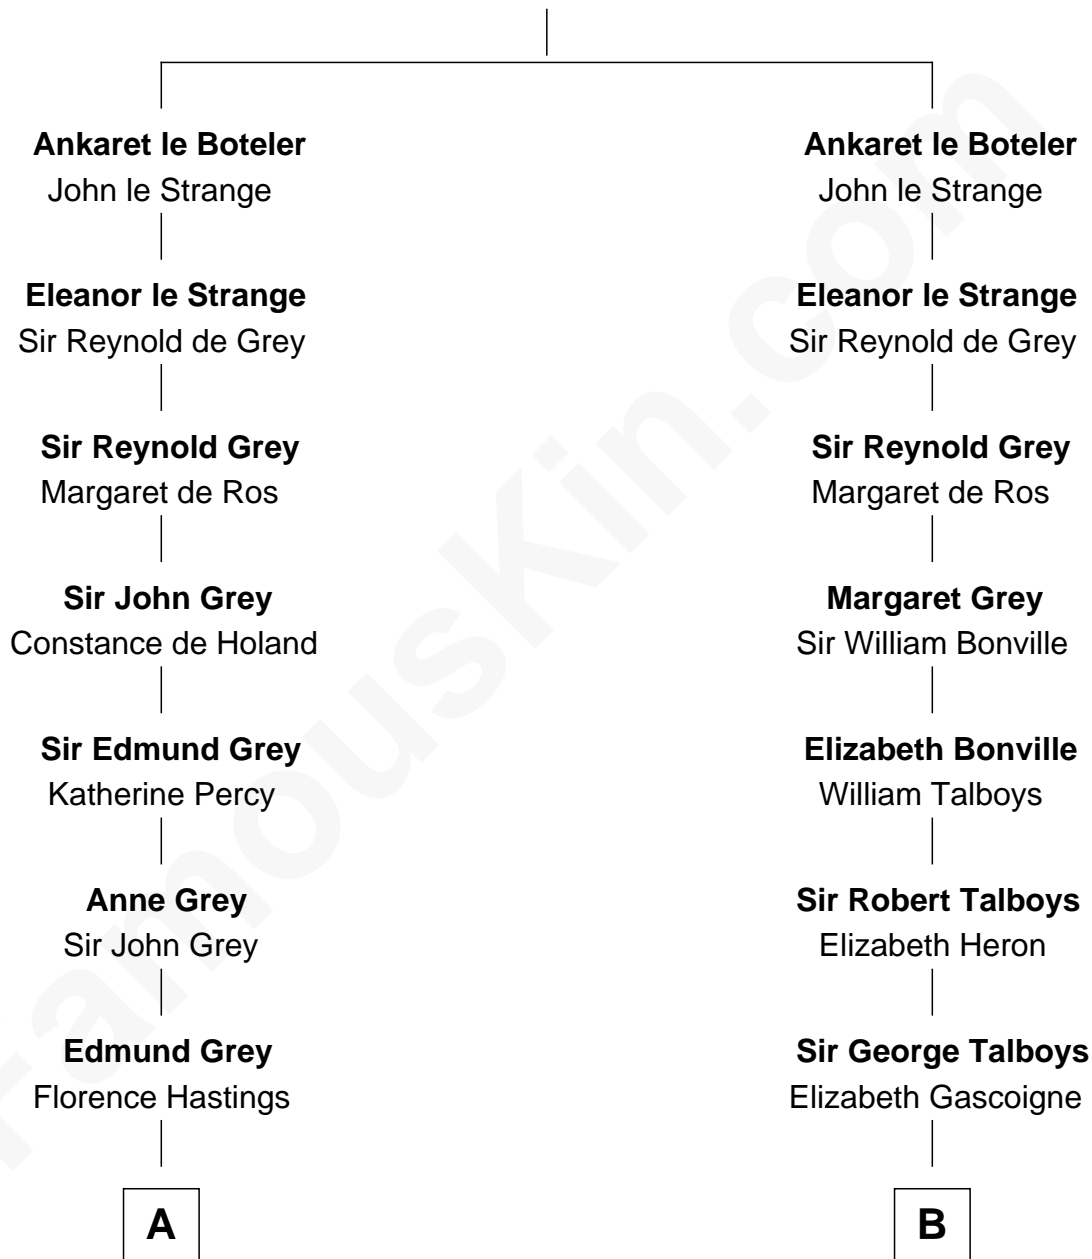 Ankaret le Boteler
John le Strange
Eleanor le Strange
Sir Reynold de Grey
Sir Reynold Grey
Margaret de Ros
Sir John Grey
Constance de Holand
Sir Edmund Grey
Katherine Percy
Anne Grey
Sir John Grey
Edmund Grey
Florence Hastings
A
Ankaret le Boteler
John le Strange
Eleanor le Strange
Sir Reynold de Grey
Sir Reynold Grey
Margaret de Ros
Margaret Grey
Sir William Bonville
Elizabeth Bonville
William Talboys
Sir Robert Talboys
Elizabeth Heron
Sir George Talboys
Elizabeth Gascoigne
B
FamousKin.com